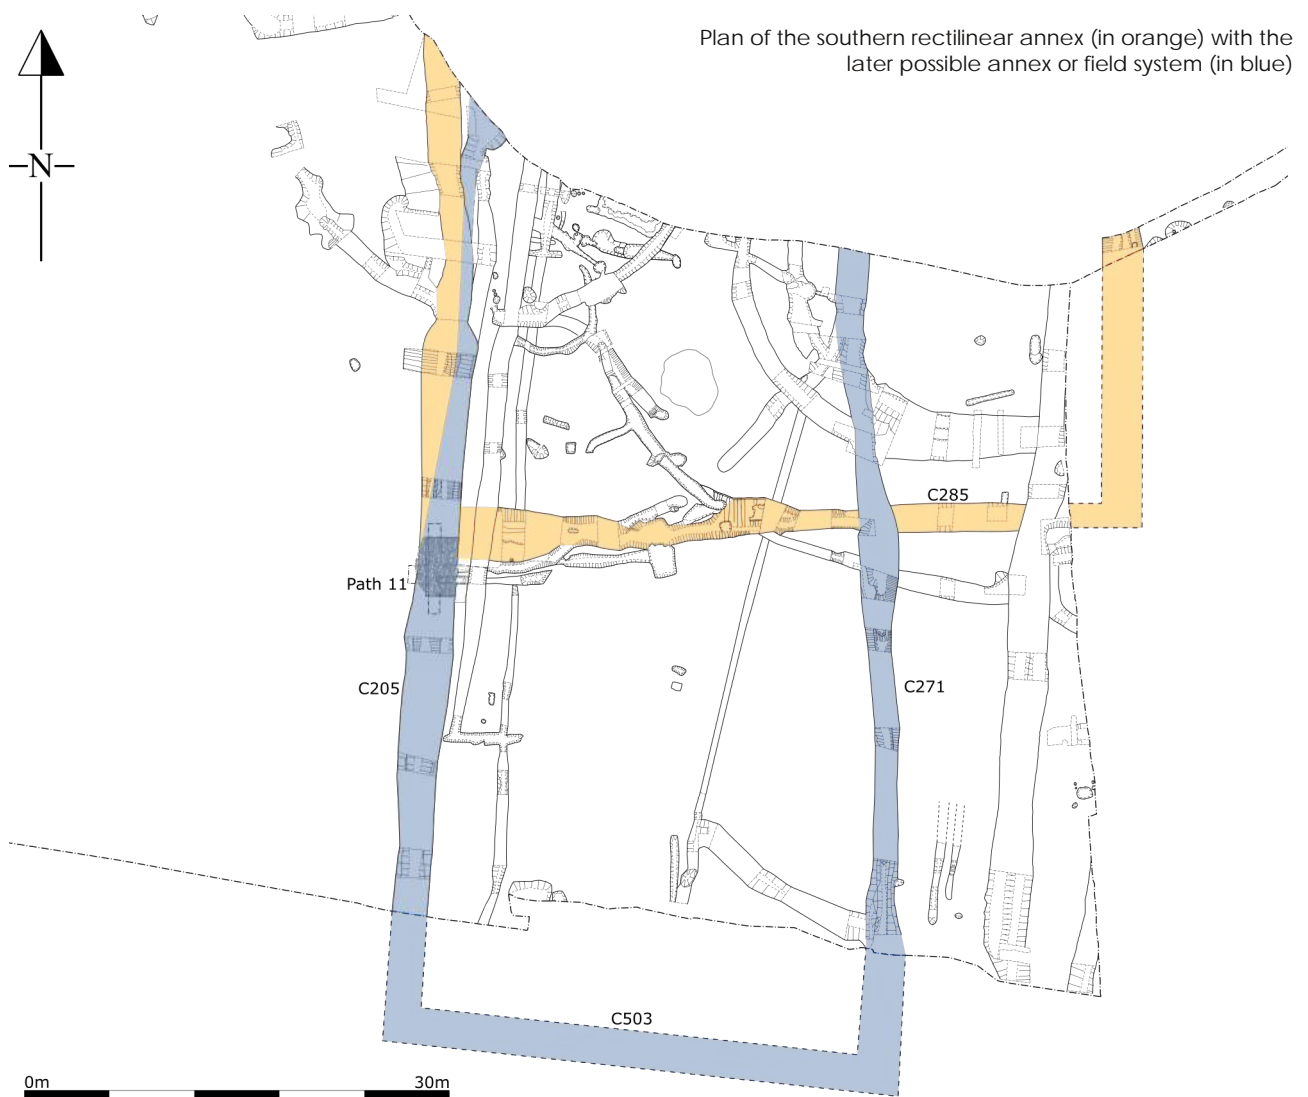 Plan of the southern rectilinear annex (in orange) with the
later possible annex or field system (in blue)
N
C285
Path 11
C205
C271
C503
0m
30m